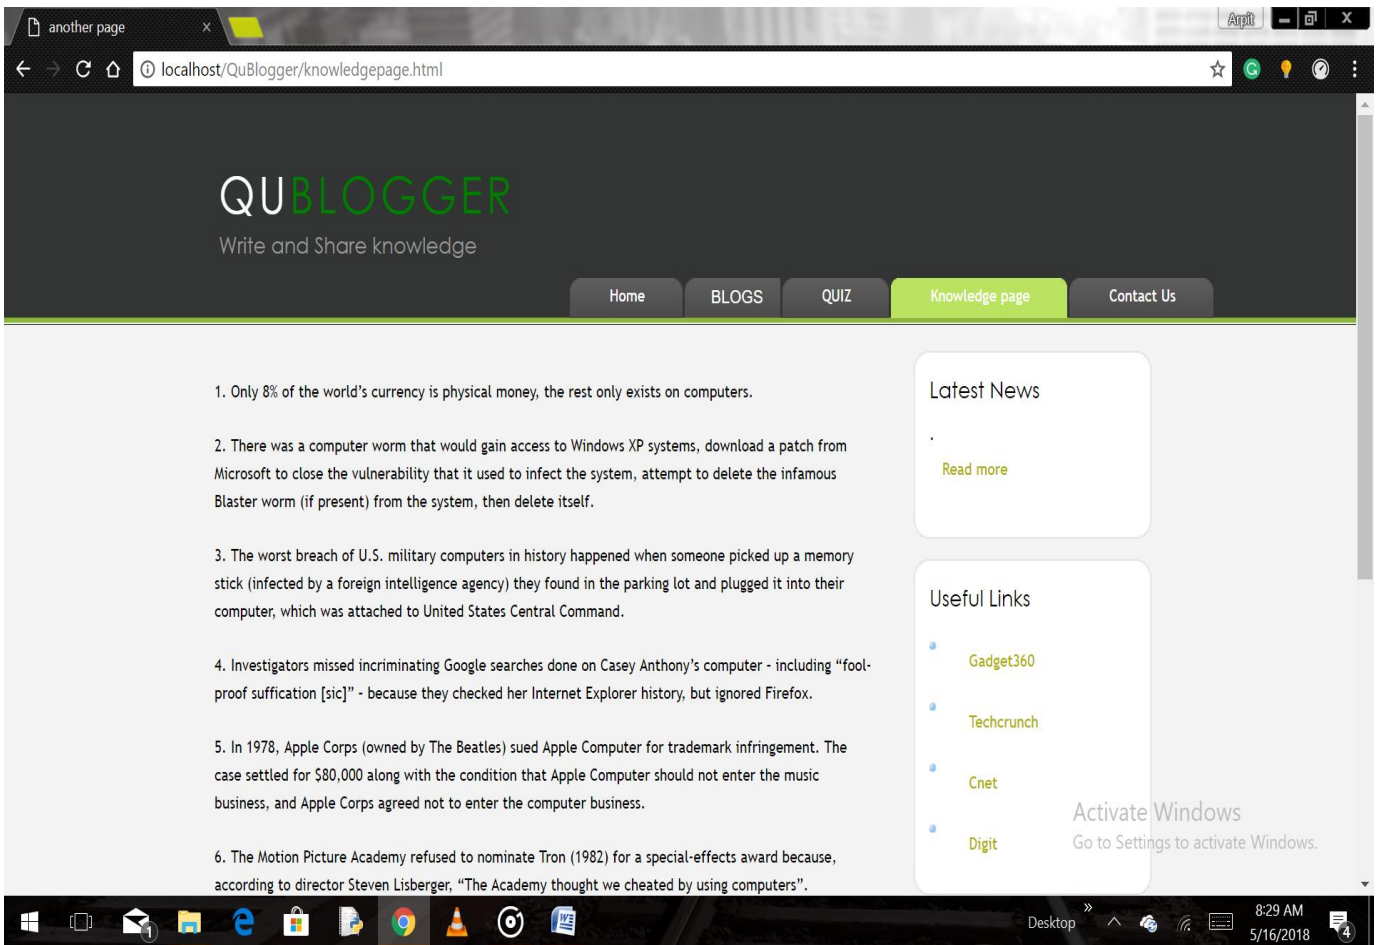 another page
Arpit
localhost/QuBlogger/knowledgepage.html
QUBLOGGER
Write and Share knowledge
Home
BLOGS
QUIZ
Knowledge page
Contact Us
1. Only 8% of the world’s currency is physical money, the rest only exists on computers.
2. There was a computer worm that would gain access to Windows XP systems, download a patch from
Microsoft to close the vulnerability that it used to infect the system, attempt to delete the infamous
Blaster worm (if present) from the system, then delete itself.
3. The worst breach of U.S. military computers in history happened when someone picked up a memory
stick (infected by a foreign intelligence agency) they found in the parking lot and plugged it into their
computer, which was attached to United States Central Command.
4. Investigators missed incriminating Google searches done on Casey Anthony’s computer - including “fool-
proof suffication [sic]” - because they checked her Internet Explorer history, but ignored Firefox.
5. In 1978, Apple Corps (owned by The Beatles) sued Apple Computer for trademark infringement. The
case settled for $80,000 along with the condition that Apple Computer should not enter the music
business, and Apple Corps agreed not to enter the computer business.
6. The Motion Picture Academy refused to nominate Tron (1982) for a special-effects award because,
according to director Steven Lisberger, “The Academy thought we cheated by using computers”.
Latest News
.
Read more
Useful Links
Gadget360
Techcrunch
Cnet
Digit
Activate Windows
Go to Settings to activate Windows.
1
Desktop
8:29 AM
5/16/2018
4